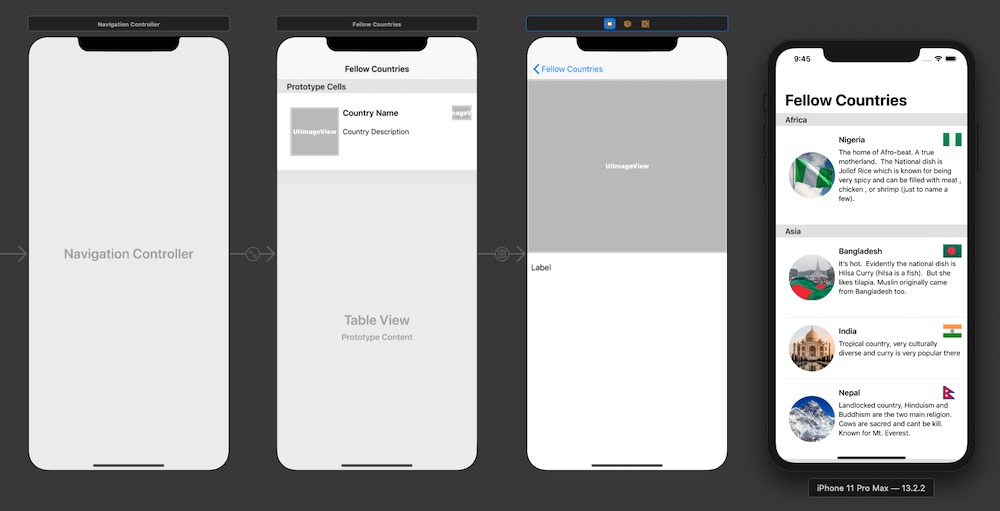 Navigation Controller
Navigation Controller
Fellow Countries
Fellow Countries
Prototype Cells
UIImageView
Country Name
Country Description
Table View
Prototype Content
Fellow Countries
UIImageView
Label
9:45
Fellow Countries
Africa
Nigeria
The home of Afro-beat. A true
motherland. The National dish is
Jollof Rice which is known for being
very spicy and can be filled with meat ,
chicken , or shrimp (just to name a
few).
Asia
Bangladesh
It's hot. Evidently the national dish is
Hilsa Curry (hilsa is a fish). But she
likes tilapia. Muslin originally came
from Bangladesh too.
India
Tropical country, very culturally
diverse and curry is very popular there
Nepal
Landlocked country, Hinduism and
Buddhism are the two main religion.
Cows are sacred and cant be kill.
Known for Mt. Everest.
iPhone 11 Pro Max — 13.2.2